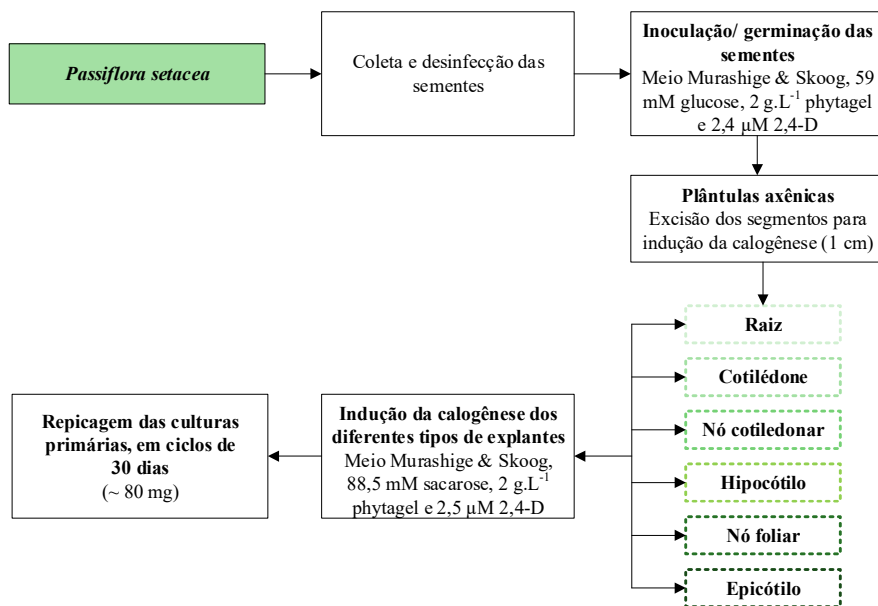 Passiflora setacea
Coleta e desinfecção das
sementes
Inoculação/ germinação das
sementes
Meio Murashige & Skoog, 59
mM glucose, 2 g.L⁻¹ phytagel
e 2,4 µM 2,4-D
Plântulas axênicas
Excisão dos segmentos para
indução da calogênese (1 cm)
Raiz
Cotilédone
Nó cotiledonar
Hipocótilo
Nó foliar
Epicótilo
Indução da calogênese dos
diferentes tipos de explantes
Meio Murashige & Skoog,
88,5 mM sacarose, 2 g.L⁻¹
phytagel e 2,5 µM 2,4-D
Repicagem das culturas
primárias, em ciclos de
30 dias
(~ 80 mg)